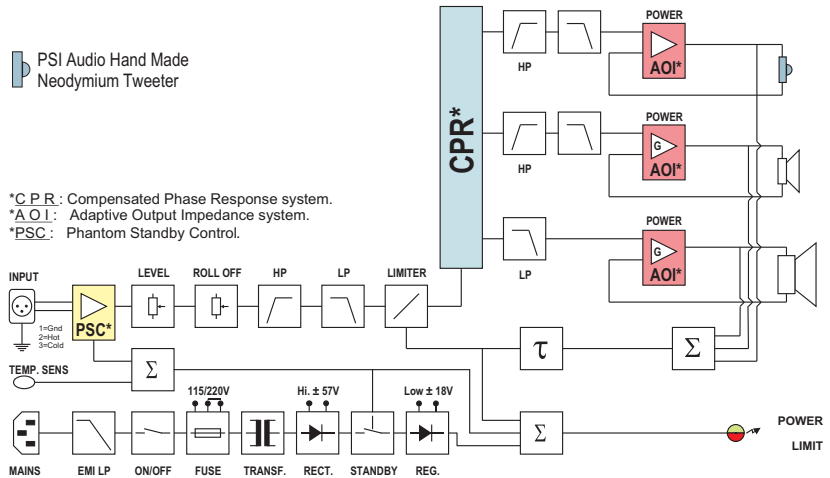 PSI Audio Hand Made
Neodymium Tweeter
*C P R : Compensated Phase Response system.
*A O I : Adaptive Output Impedance system.
*PSC : Phantom Standby Control.
CPR*
HP
POWER
AOI*
HP
POWER
G
AOI*
LP
POWER
G
AOI*
INPUT
1=Gnd
2=Hot
3=Cold
PSC*
LEVEL
ROLL OFF
HP
LP
LIMITER
τ
Σ
TEMP. SENS
Σ
115/220V
Hi. ± 57V
Low ± 18V
Σ
POWER
LIMIT
MAINS
EMI LP
ON/OFF
FUSE
TRANSF.
RECT.
STANDBY
REG.